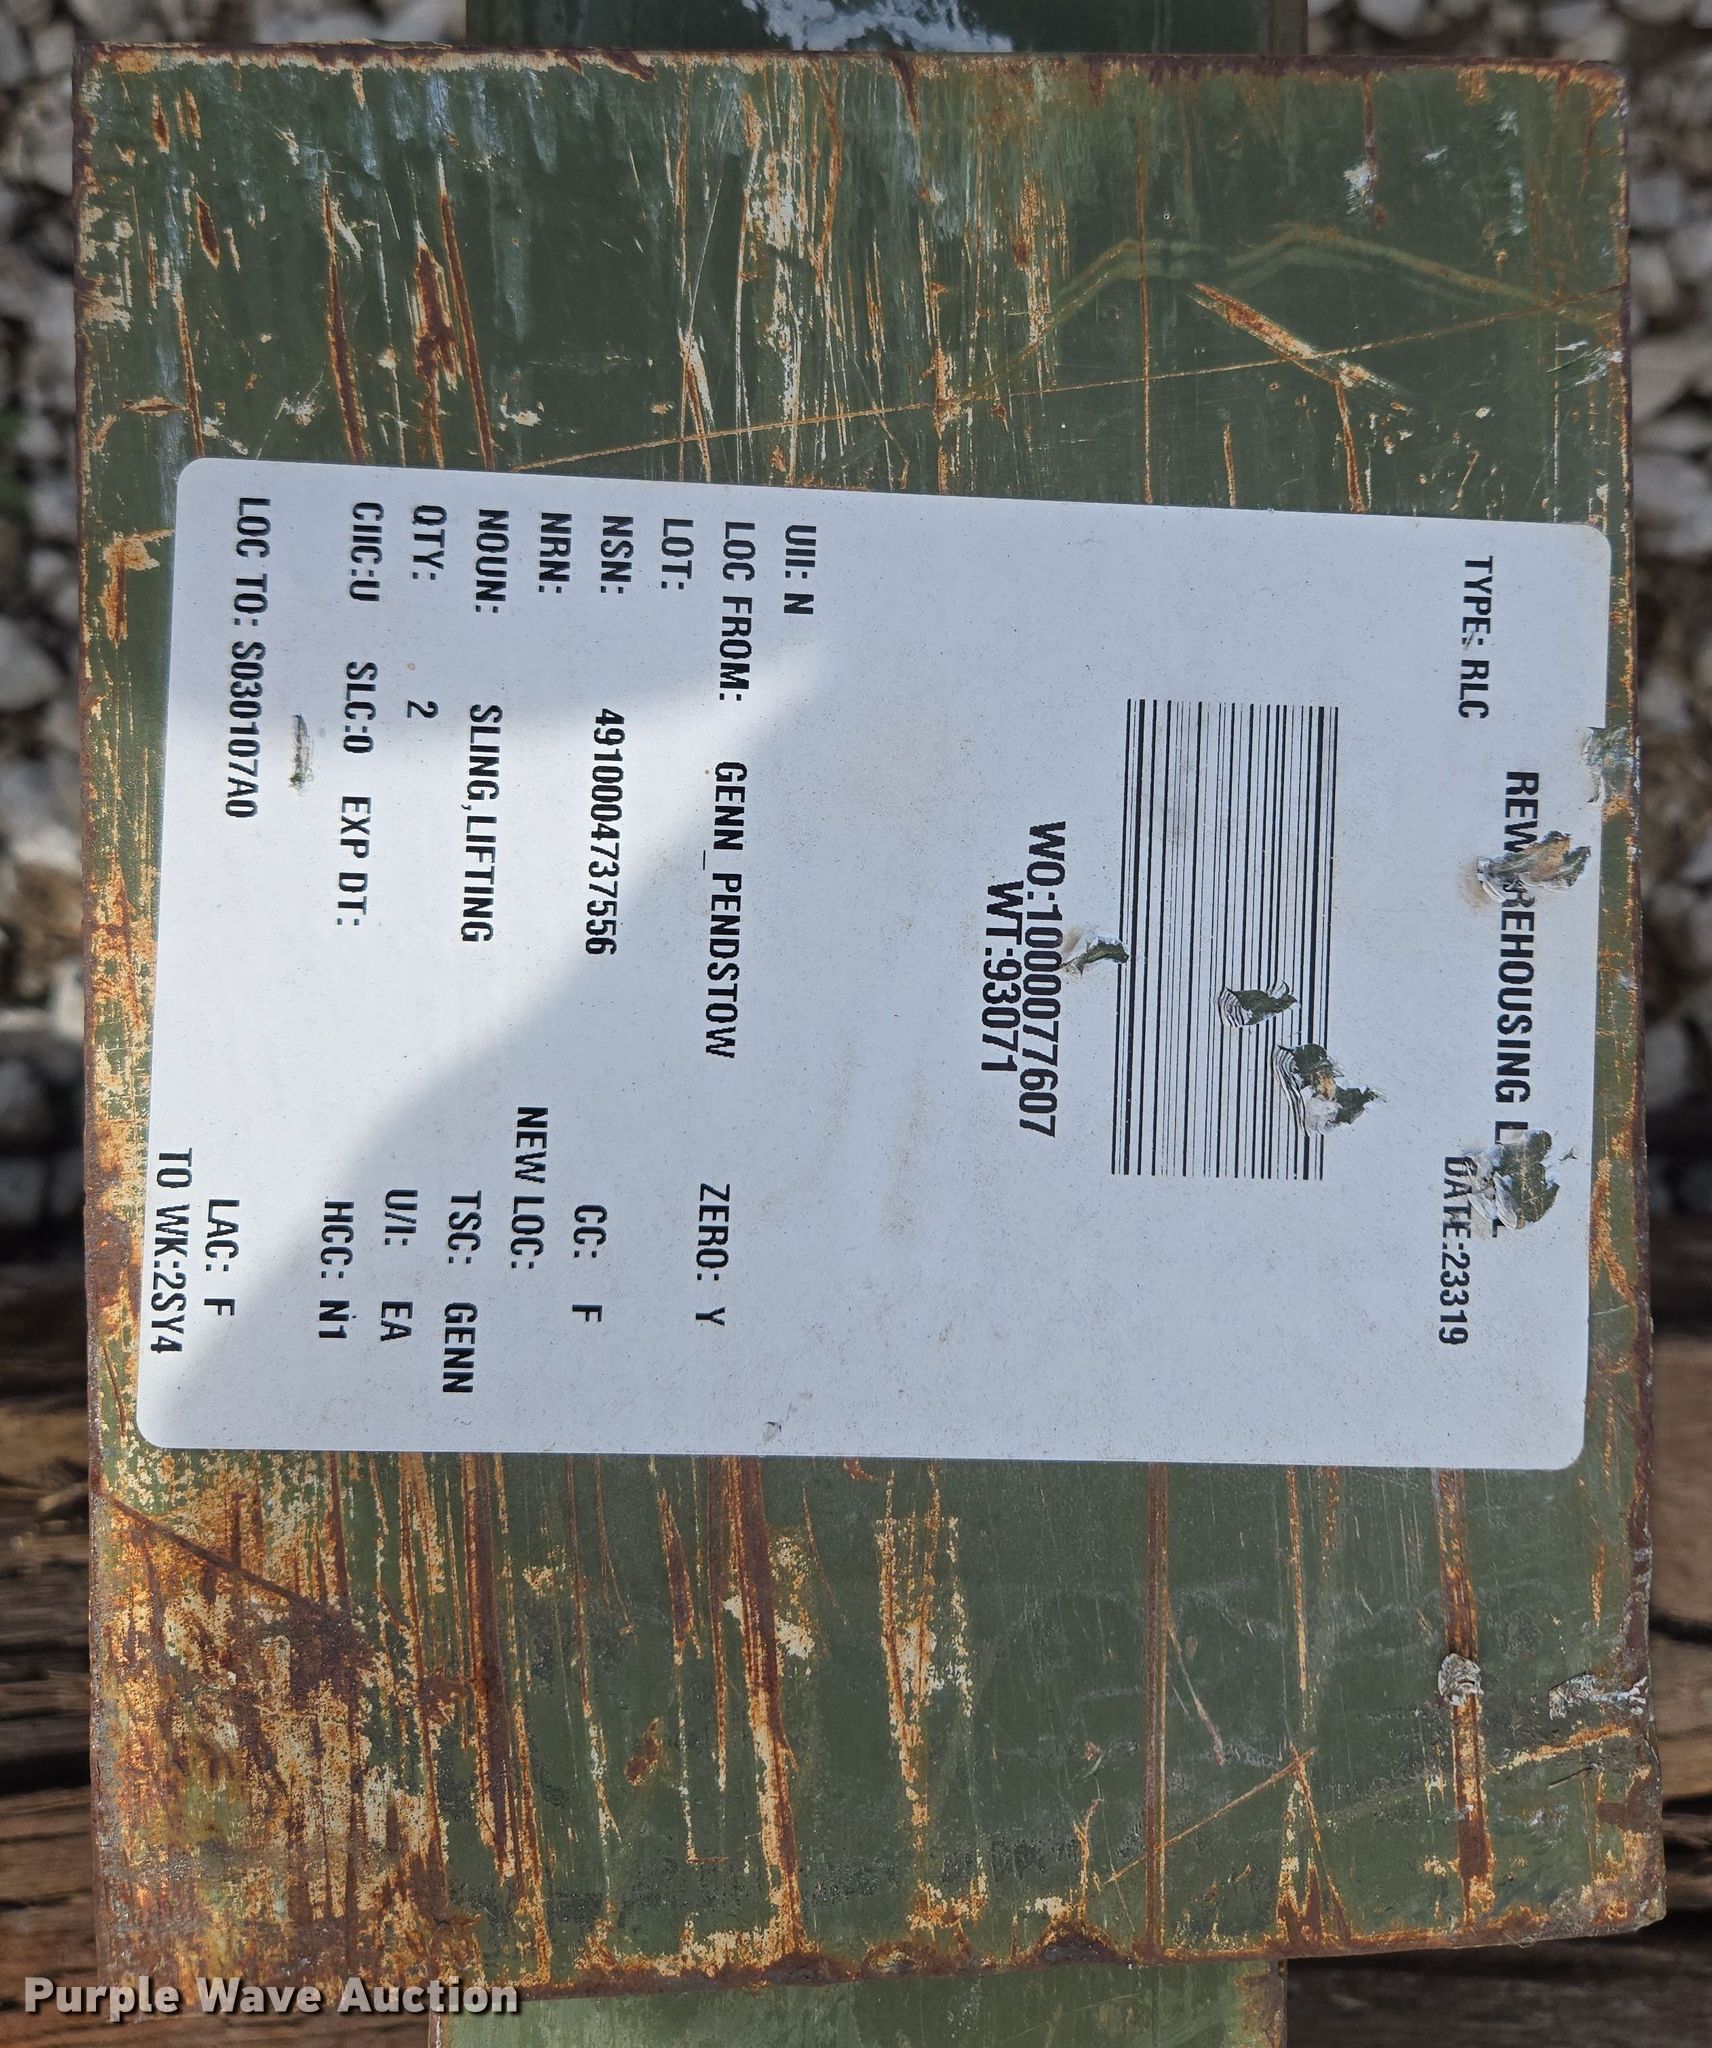 REWAREHOUSING L
TYPE: RLC DATE:23319
WO:1000077607
WT:93071
UII: N
LOC FROM: GENN_PENDSTOW ZERO: Y
LOT:
NSN: 4910004737556 CC: F
NRN: NEW LOC:
NOUN: SLING,LIFTING TSC: GENN
QTY: 2 U/I: EA
CIIC:U SLC:0 EXP DT: HCC: N1
LOC TO: S030107A0 LAC: F
TO WK:2SY4
Purple Wave Auction